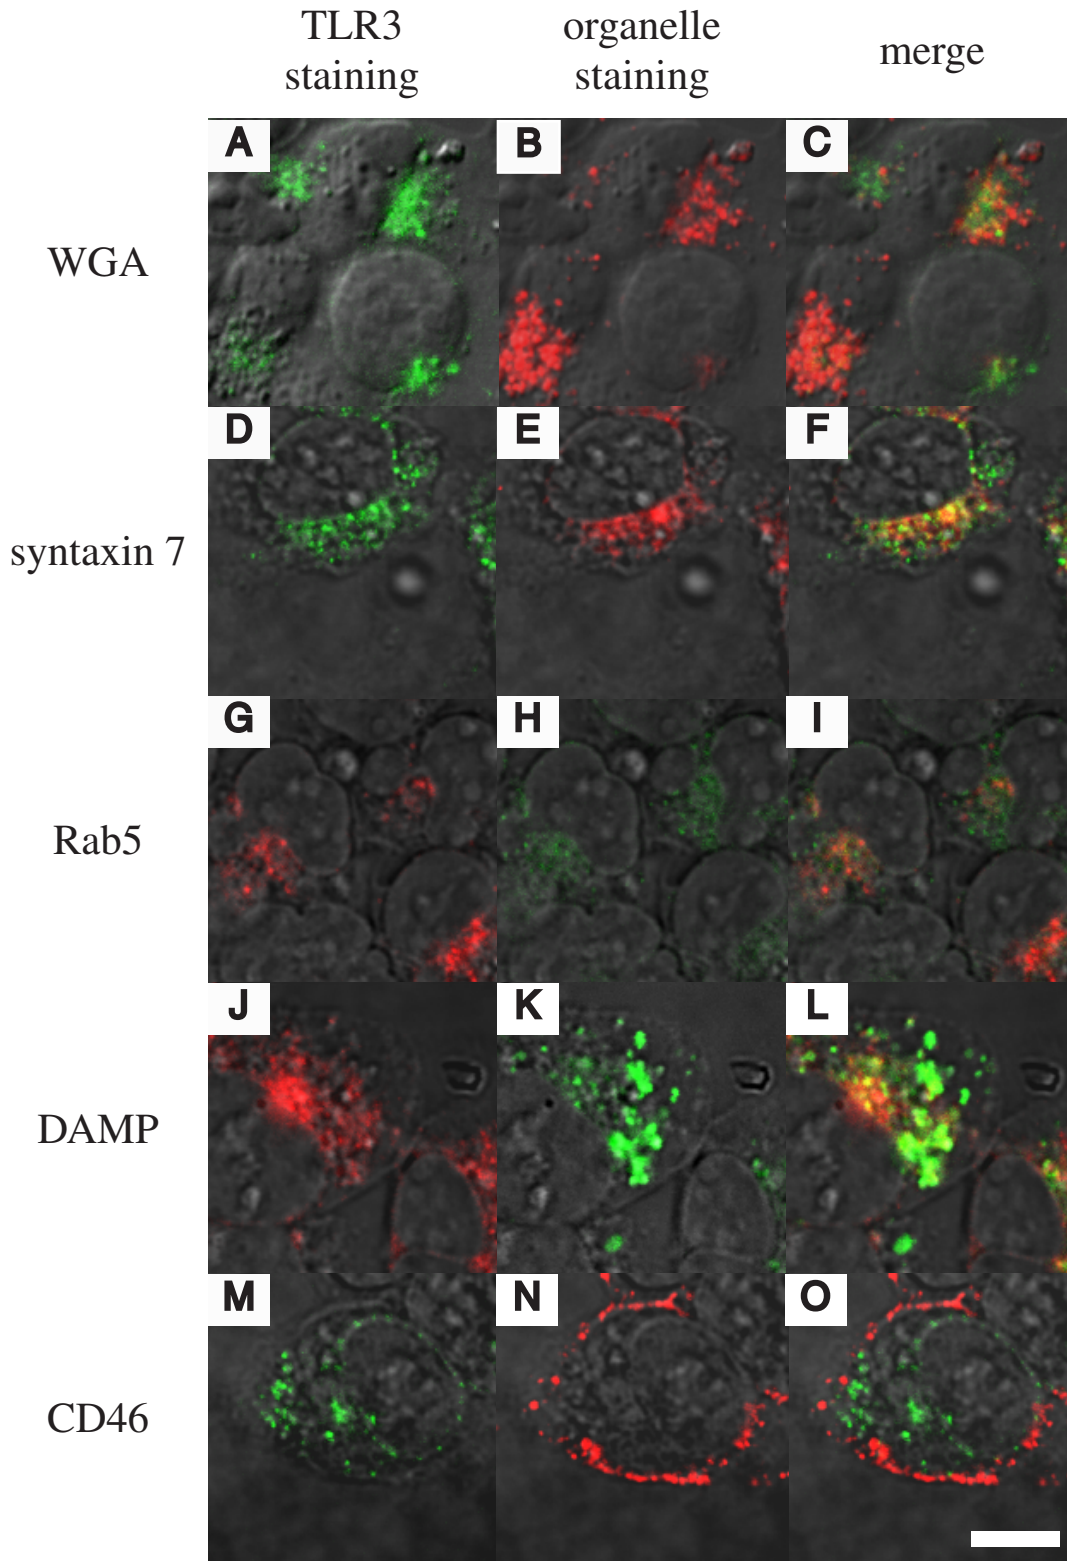 TLR3
staining
organelle
staining
merge
WGA
A
B
C
syntaxin 7
D
E
F
Rab5
G
H
I
DAMP
J
K
L
CD46
M
N
O